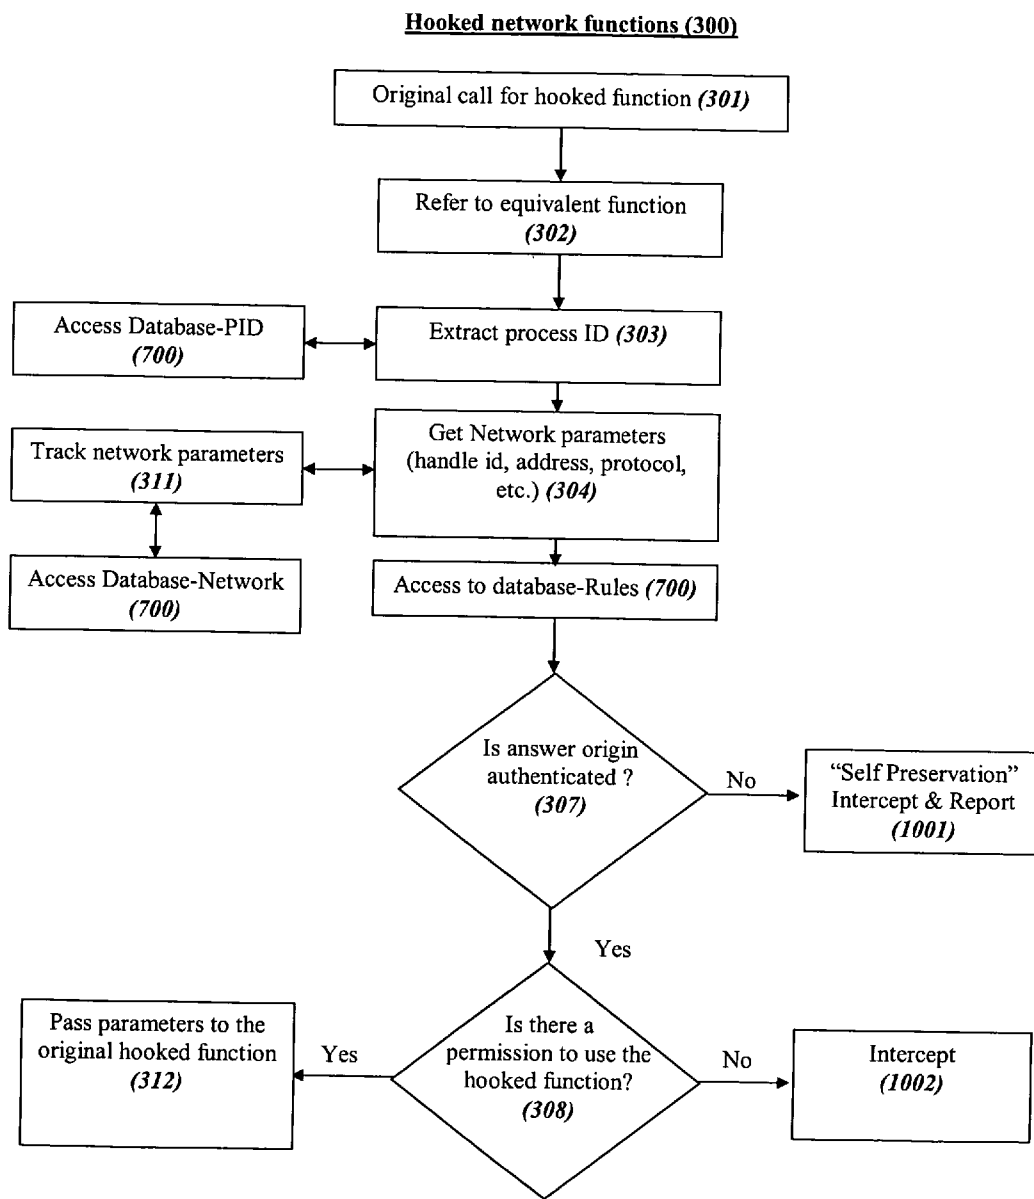 Hooked network functions (300)
Original call for hooked function (301)
Refer to equivalent function
(302)
Access Database-PID
(700)
Extract process ID (303)
Get Network parameters
(handle id, address, protocol,
etc.) (304)
Track network parameters
(311)
Access Database-Network
(700)
Access to database-Rules (700)
Is answer origin
authenticated ?
(307)
No
“Self Preservation”
Intercept & Report
(1001)
Yes
Pass parameters to the
original hooked function
(312)
Yes
Is there a
permission to use the
hooked function?
(308)
No
Intercept
(1002)